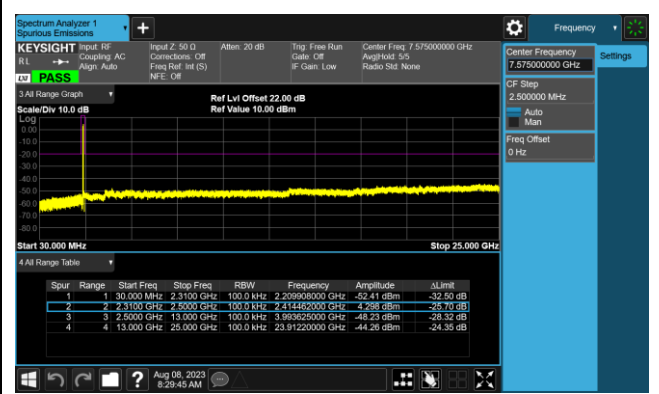 Spectrum Analyzer 1
Spurious Emissions
Frequency
KEYSIGHT
RL
LXI
PASS
Input: RF
Coupling: AC
Align: Auto
Input Z: 50 Ω
Corrections: Off
Freq Ref: Int (S)
NFE: Off
Atten: 20 dB
Trig: Free Run
Gate: Off
IF Gain: Low
Center Freq: 7.575000000 GHz
Avg|Hold: 5/5
Radio Std: None
Center Frequency
7.575000000 GHz
Settings
CF Step
2.500000 MHz
Auto
Man
Freq Offset
0 Hz
3 All Range Graph
Scale/Div 10.0 dB
Ref Lvl Offset 22.00 dB
Ref Value 10.00 dBm
Log
0.00
-10.0
-20.0
-30.0
-40.0
-50.0
-60.0
-70.0
-80.0
Start 30.000 MHz
Stop 25.000 GHz
4 All Range Table
Spur Range Start Freq Stop Freq RBW Frequency Amplitude ΔLimit
1 1 30.000 MHz 2.3100 GHz 100.0 kHz 2.209908000 GHz -52.41 dBm -32.50 dB
2 2 2.3100 GHz 2.5000 GHz 100.0 kHz 2.414462000 GHz 4.298 dBm -25.70 dB
3 3 2.5000 GHz 13.000 GHz 100.0 kHz 3.993625000 GHz -48.23 dBm -28.32 dB
4 4 13.000 GHz 25.000 GHz 100.0 kHz 23.91220000 GHz -44.26 dBm -24.35 dB
?
Aug 08, 2023
8:29:45 AM